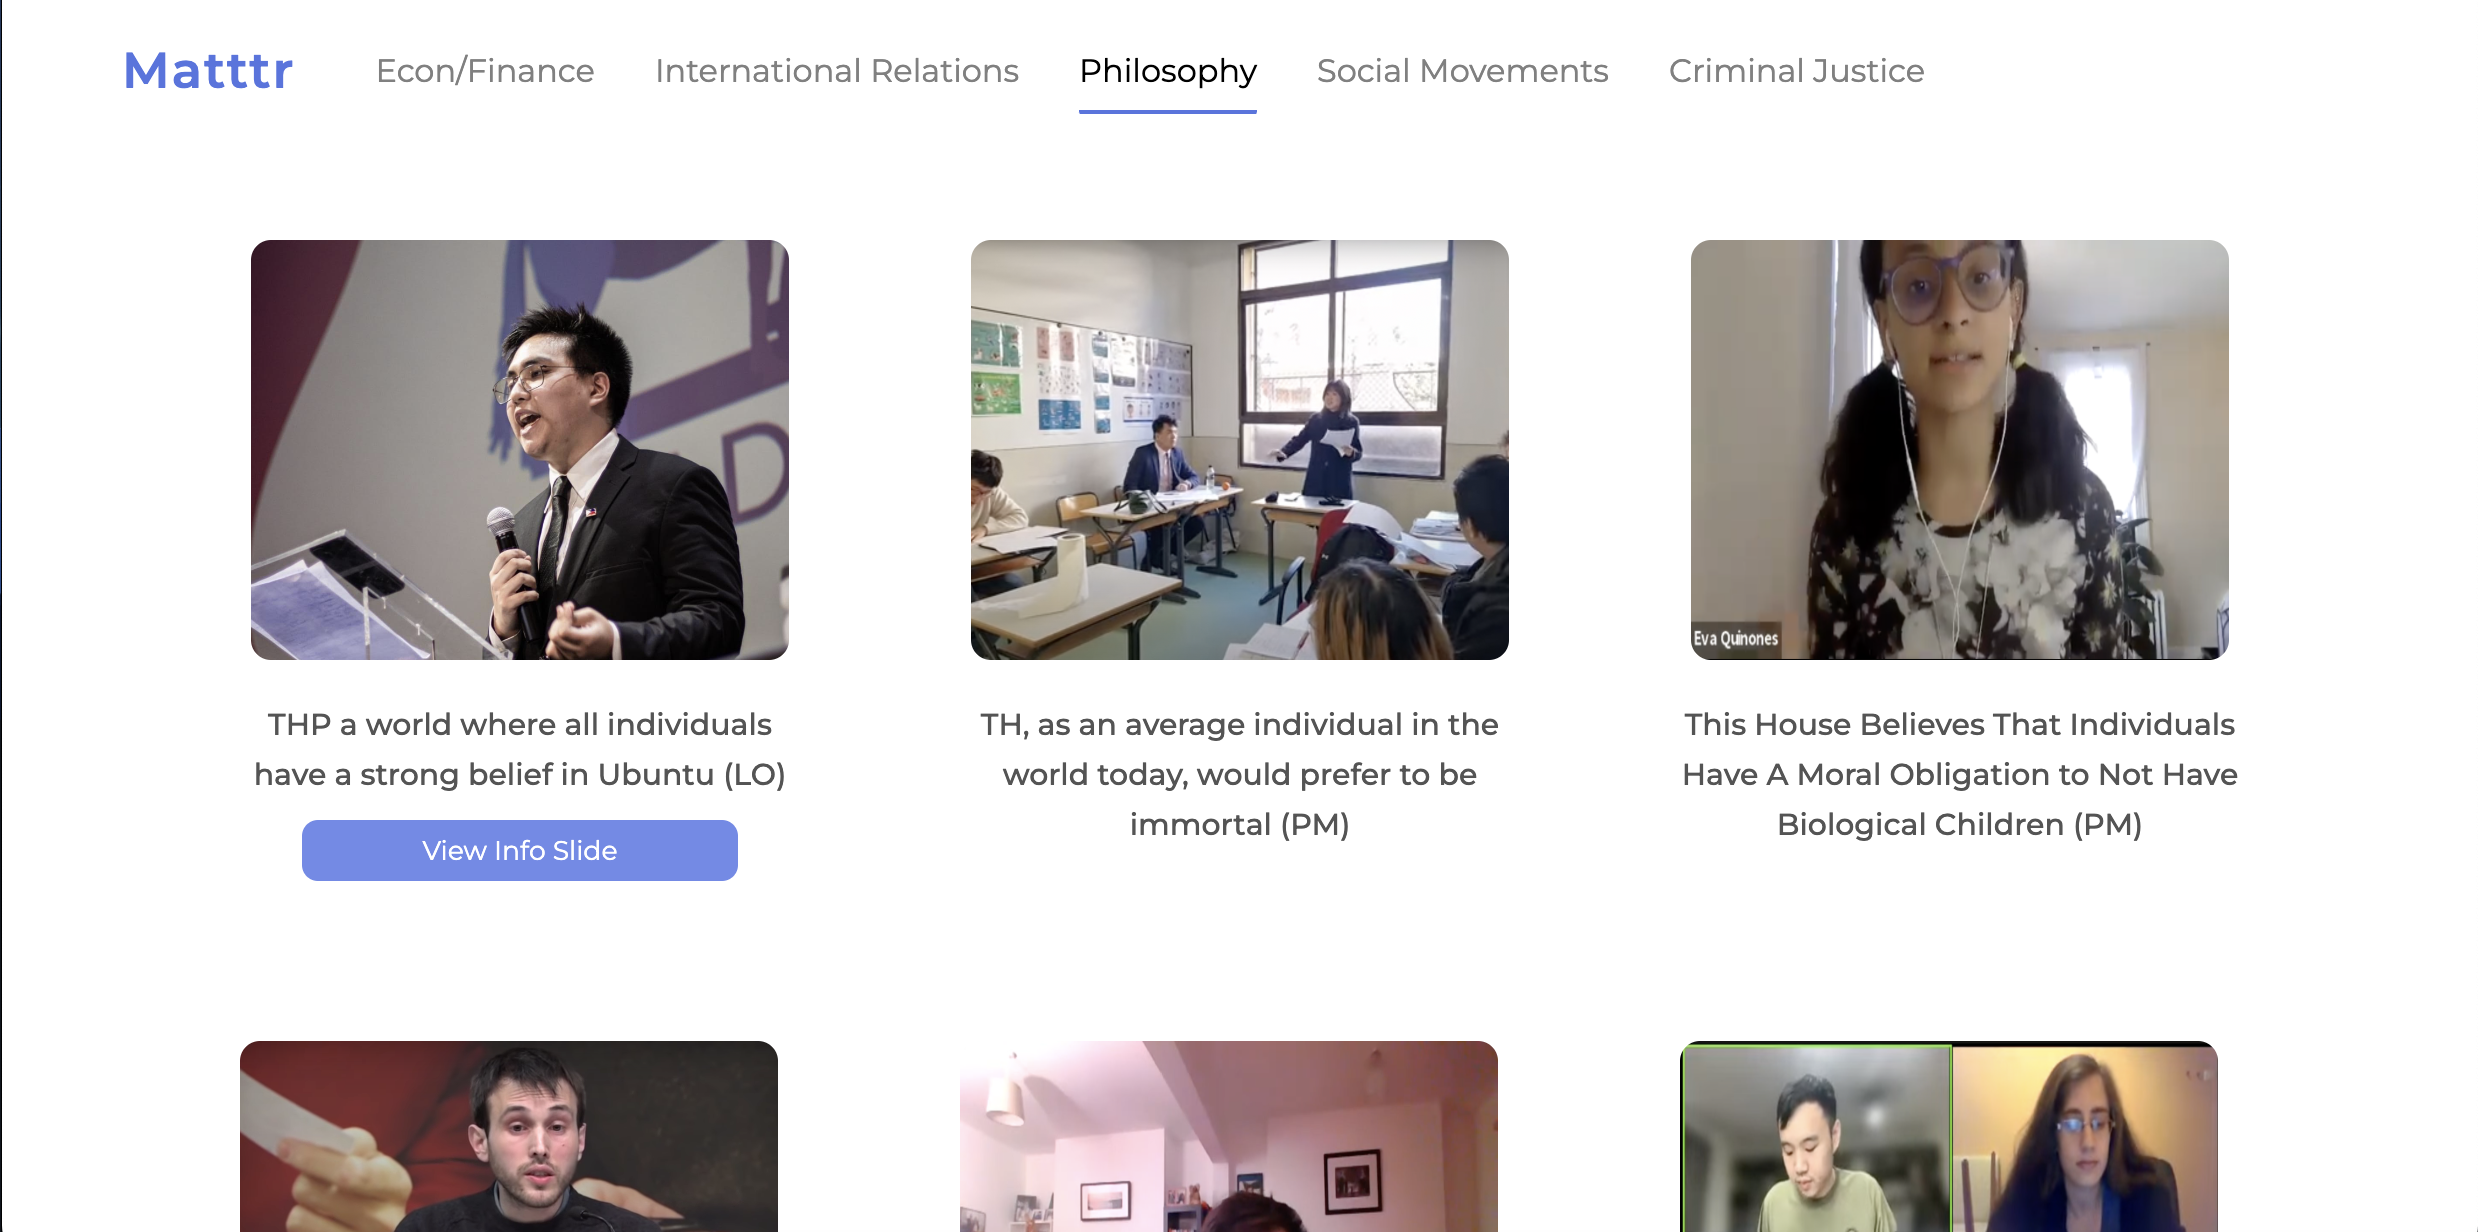 Matttr
Econ/Finance
International Relations
Philosophy
Social Movements
Criminal Justice
D
Eva Quinones
THP a world where all individuals
have a strong belief in Ubuntu (LO)
View Info Slide
TH, as an average individual in the
world today, would prefer to be
immortal (PM)
This House Believes That Individuals
Have A Moral Obligation to Not Have
Biological Children (PM)